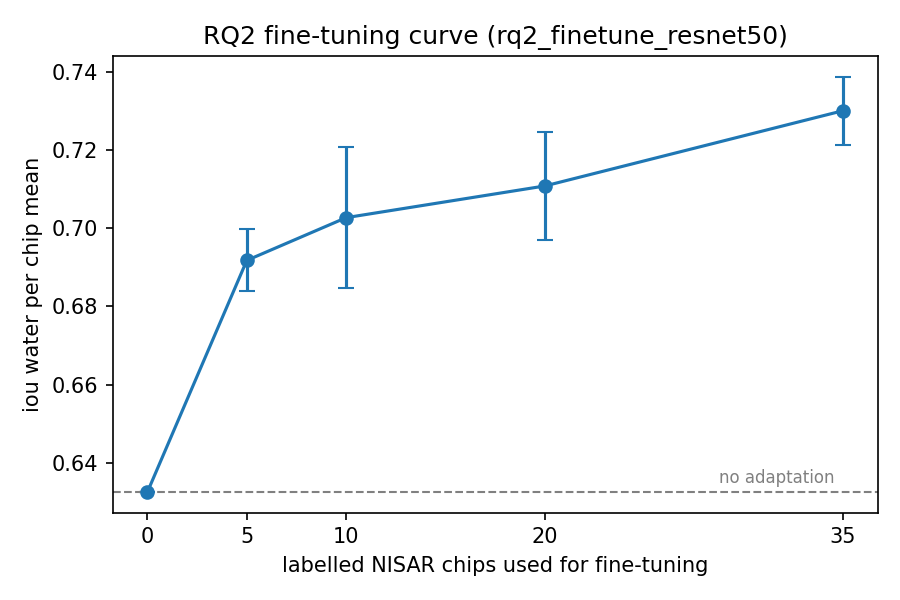 RQ2 fine-tuning curve (rq2_finetune_resnet50)
iou water per chip mean
0.74
0.72
0.70
0.68
0.66
0.64
no adaptation
0 5 10 20 35
labelled NISAR chips used for fine-tuning